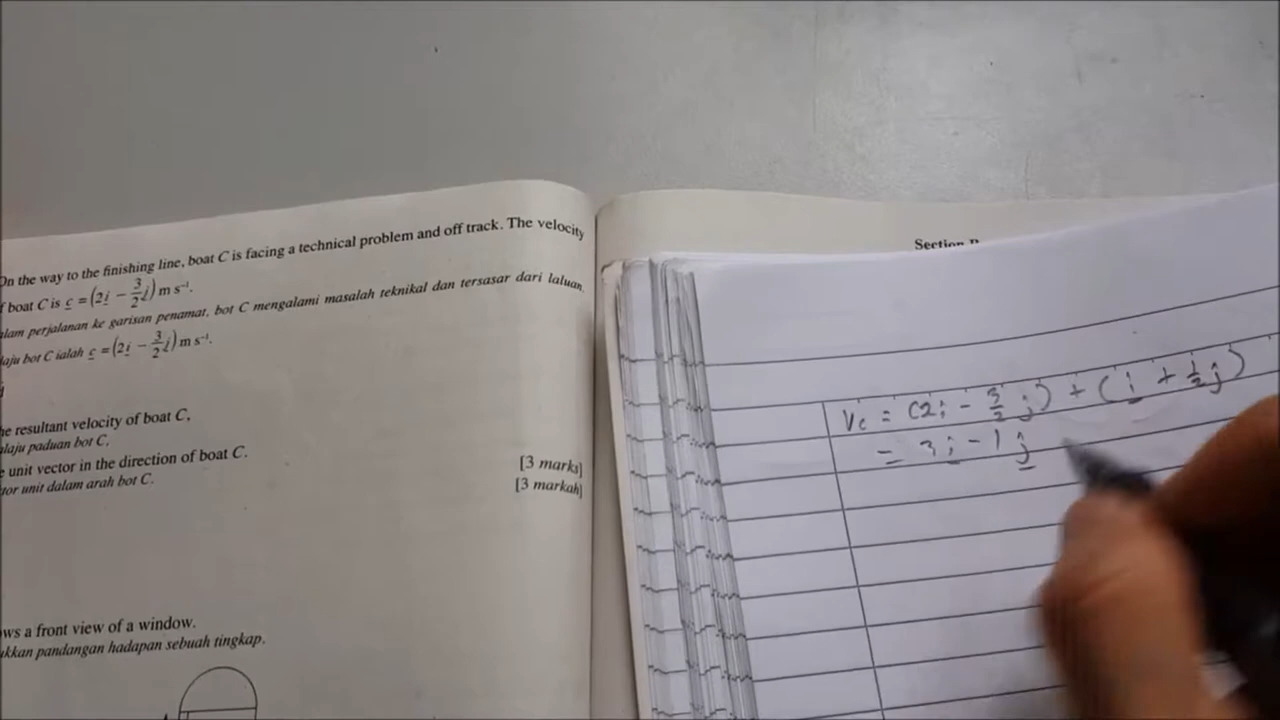 On the way to the finishing line, boat C is facing a technical problem and off track. The velocity
f boat C is c = (2i − 3/2 j) m s⁻¹.
alam perjalanan ke garisan penamat, bot C mengalami masalah teknikal dan tersasar dari laluan.
laju bot C ialah c = (2i − 3/2 j) m s⁻¹.
he resultant velocity of boat C,
laju paduan bot C,
e unit vector in the direction of boat C.
tor unit dalam arah bot C.
[3 marks]
[3 markah]
ws a front view of a window.
kkan pandangan hadapan sebuah tingkap.
Section
Vc = (2i − 3/2 j) + (i + 1/2 j)
= 3i − 1j